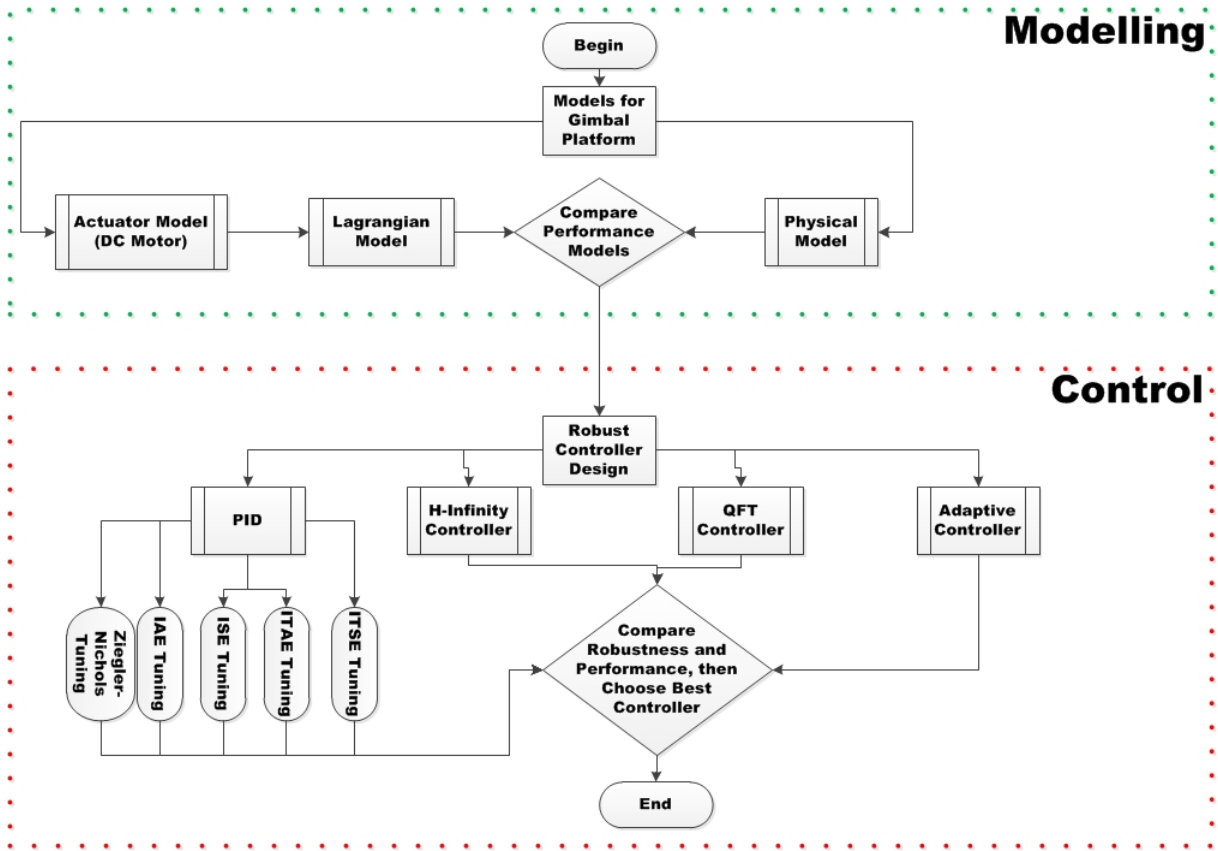 Modelling
Begin
Models for
Gimbal
Platform
Actuator Model
(DC Motor)
Lagrangian
Model
Compare
Performance
Models
Physical
Model
Control
Robust
Controller
Design
PID
H-Infinity
Controller
QFT
Controller
Adaptive
Controller
Ziegler-
Nichols
Tuning
IAE Tuning
ISE Tuning
ITAE Tuning
ITSE Tuning
Compare
Robustness and
Performance, then
Choose Best
Controller
End